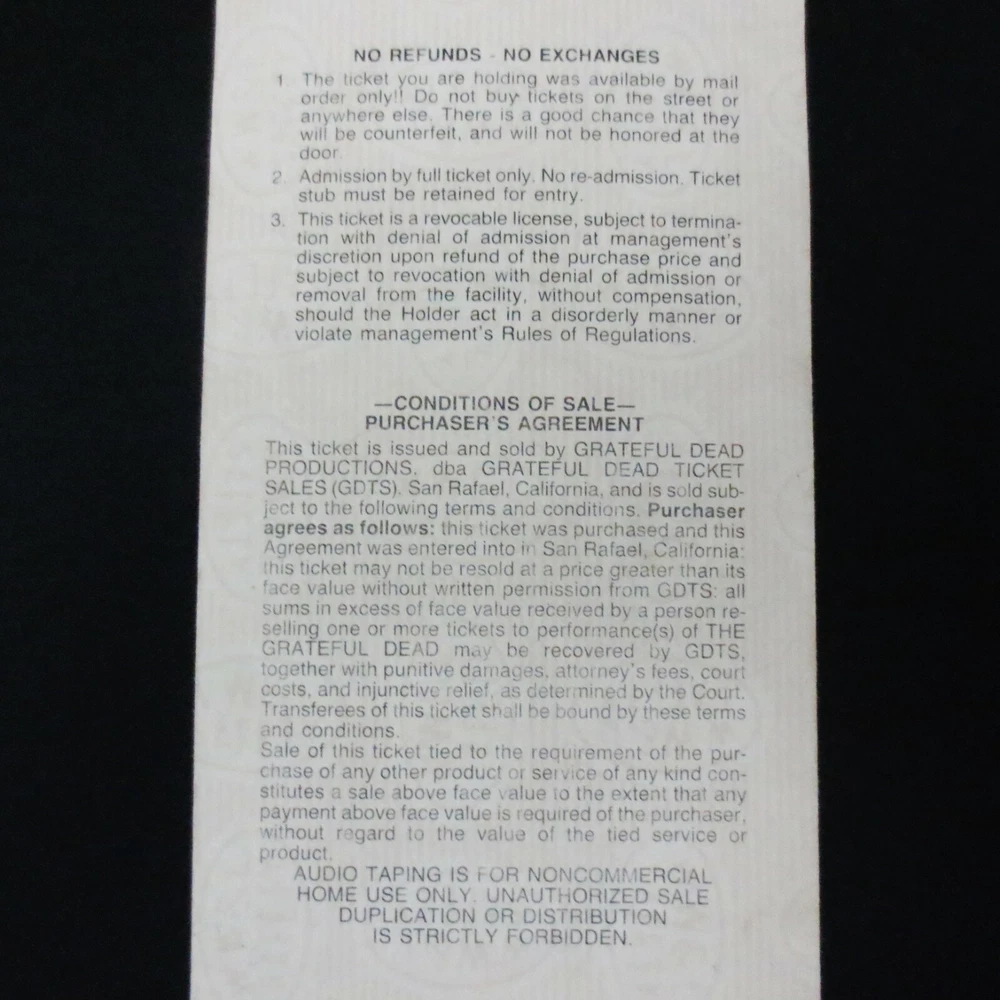 NO REFUNDS - NO EXCHANGES
1. The ticket you are holding was available by mail
order only!! Do not buy tickets on the street or
anywhere else. There is a good chance that they
will be counterfeit, and will not be honored at the
door.
2. Admission by full ticket only. No re-admission. Ticket
stub must be retained for entry.
3. This ticket is a revocable license, subject to termina-
tion with denial of admission at management's
discretion upon refund of the purchase price and
subject to revocation with denial of admission or
removal from the facility, without compensation,
should the Holder act in a disorderly manner or
violate management's Rules of Regulations.
—CONDITIONS OF SALE—
PURCHASER'S AGREEMENT
This ticket is issued and sold by GRATEFUL DEAD
PRODUCTIONS, dba GRATEFUL DEAD TICKET
SALES (GDTS), San Rafael, California, and is sold sub-
ject to the following terms and conditions. Purchaser
agrees as follows: this ticket was purchased and this
Agreement was entered into in San Rafael, California:
this ticket may not be resold at a price greater than its
face value without written permission from GDTS: all
sums in excess of face value received by a person re-
selling one or more tickets to performance(s) of THE
GRATEFUL DEAD may be recovered by GDTS,
together with punitive damages, attorney's fees, court
costs, and injunctive relief, as determined by the Court.
Transferees of this ticket shall be bound by these terms
and conditions.
Sale of this ticket tied to the requirement of the pur-
chase of any other product or service of any kind con-
stitutes a sale above face value to the extent that any
payment above face value is required of the purchaser,
without regard to the value of the tied service or
product.
AUDIO TAPING IS FOR NONCOMMERCIAL
HOME USE ONLY. UNAUTHORIZED SALE
DUPLICATION OR DISTRIBUTION
IS STRICTLY FORBIDDEN.